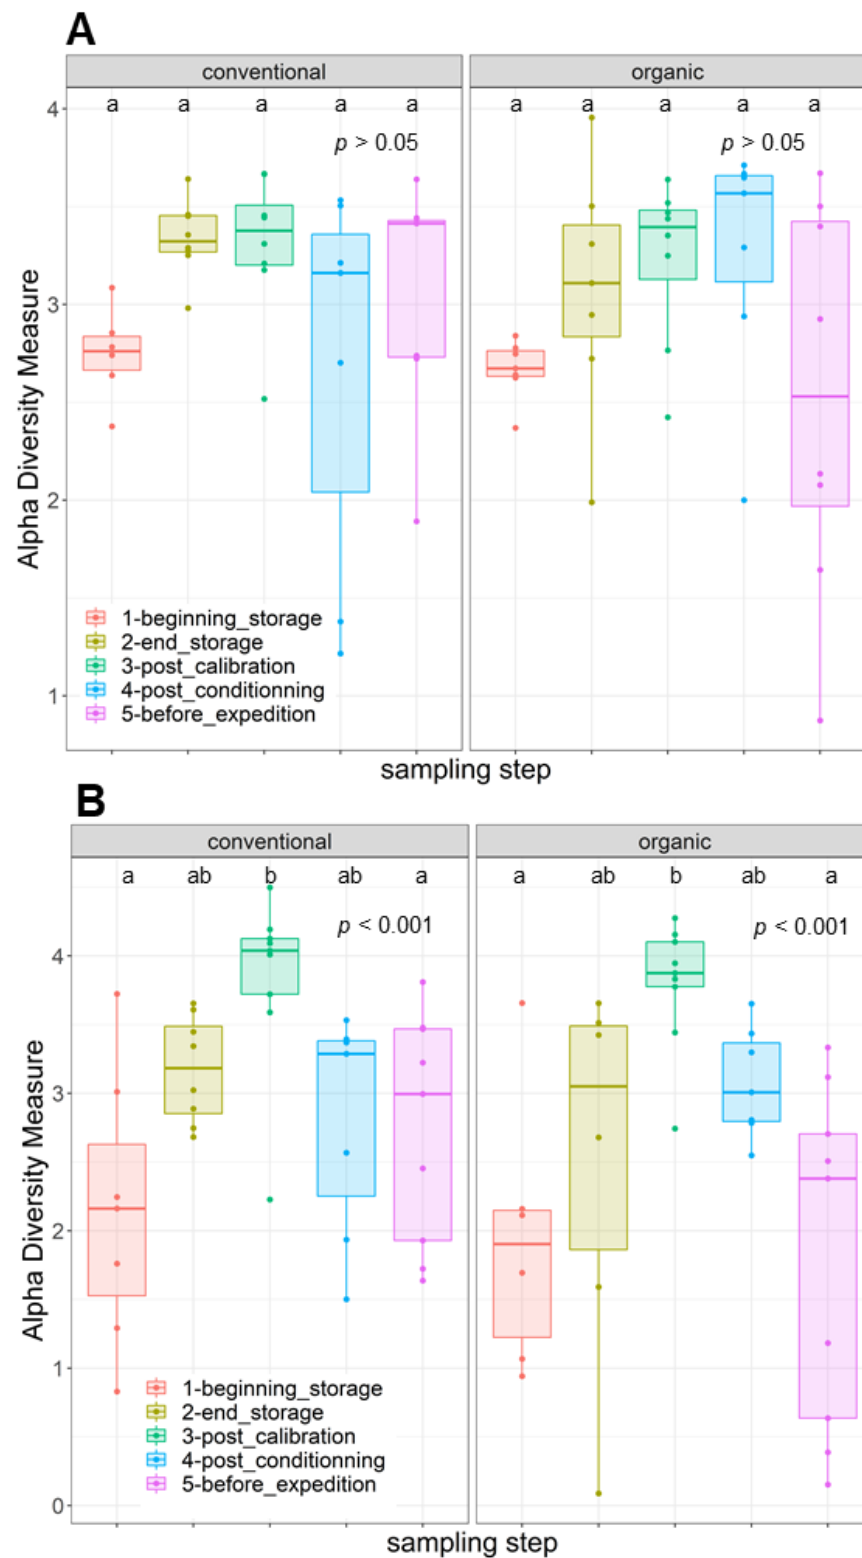 A
conventional
organic
a a a a a
a a a a a
p > 0.05
p > 0.05
4
3
2
1
Alpha Diversity Measure
1-beginning_storage
2-end_storage
3-post_calibration
4-post_conditionning
5-before_expedition
sampling step
B
conventional
organic
a ab b ab a
a ab b ab a
p < 0.001
p < 0.001
4
3
2
1
0
Alpha Diversity Measure
1-beginning_storage
2-end_storage
3-post_calibration
4-post_conditionning
5-before_expedition
sampling step